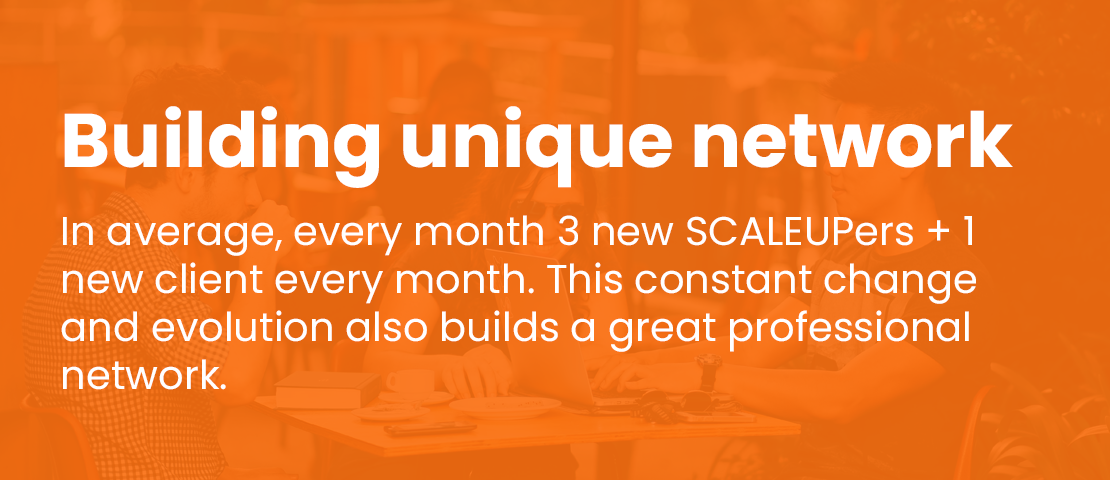 Building unique network
In average, every month 3 new SCALEUPers + 1
new client every month. This constant change
and evolution also builds a great professional
network.